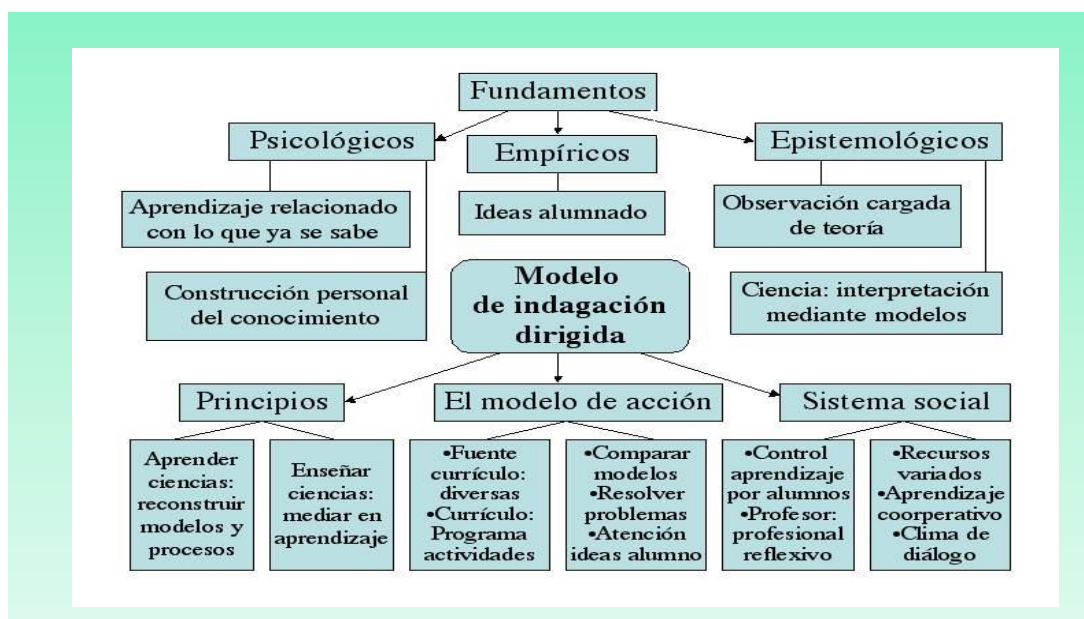 Fundamentos
Psicológicos
Empíricos
Epistemológicos
Aprendizaje relacionado
con lo que ya se sabe
Ideas alumnado
Observación cargada
de teoría
Construcción personal
del conocimiento
Modelo
de indagación
dirigida
Ciencia: interpretación
mediante modelos
Principios
El modelo de acción
Sistema social
Aprender
ciencias:
reconstruir
modelos y
procesos
Enseñar
ciencias:
mediar en
aprendizaje
•Fuente
currículo:
diversas
•Currículo:
Programa
actividades
•Comparar
modelos
•Resolver
problemas
•Atención
ideas alumno
•Control
aprendizaje
por alumnos
•Profesor:
profesional
reflexivo
•Recursos
variados
•Aprendizaje
coorperativo
•Clima de
diálogo